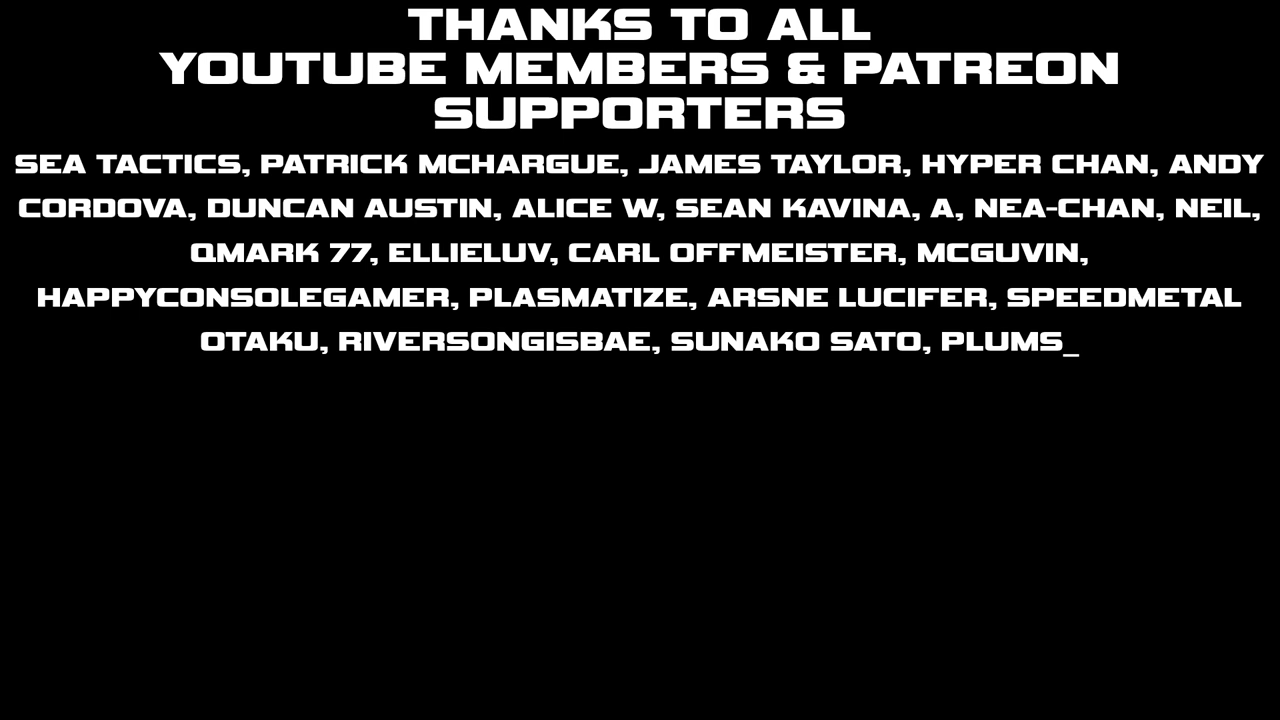 THANKS TO ALL
YOUTUBE MEMBERS & PATREON
SUPPORTERS
SEA TACTICS, PATRICK MCHARGUE, JAMES TAYLOR, HYPER CHAN, ANDY
CORDOVA, DUNCAN AUSTIN, ALICE W, SEAN KAVINA, A, NEA-CHAN, NEIL,
QMARK 77, ELLIELUV, CARL OFFMEISTER, MCGUVIN,
HAPPYCONSOLEGAMER, PLASMATIZE, ARSNE LUCIFER, SPEEDMETAL
OTAKU, RIVERSONGISBAE, SUNAKO SATO, PLUMS_